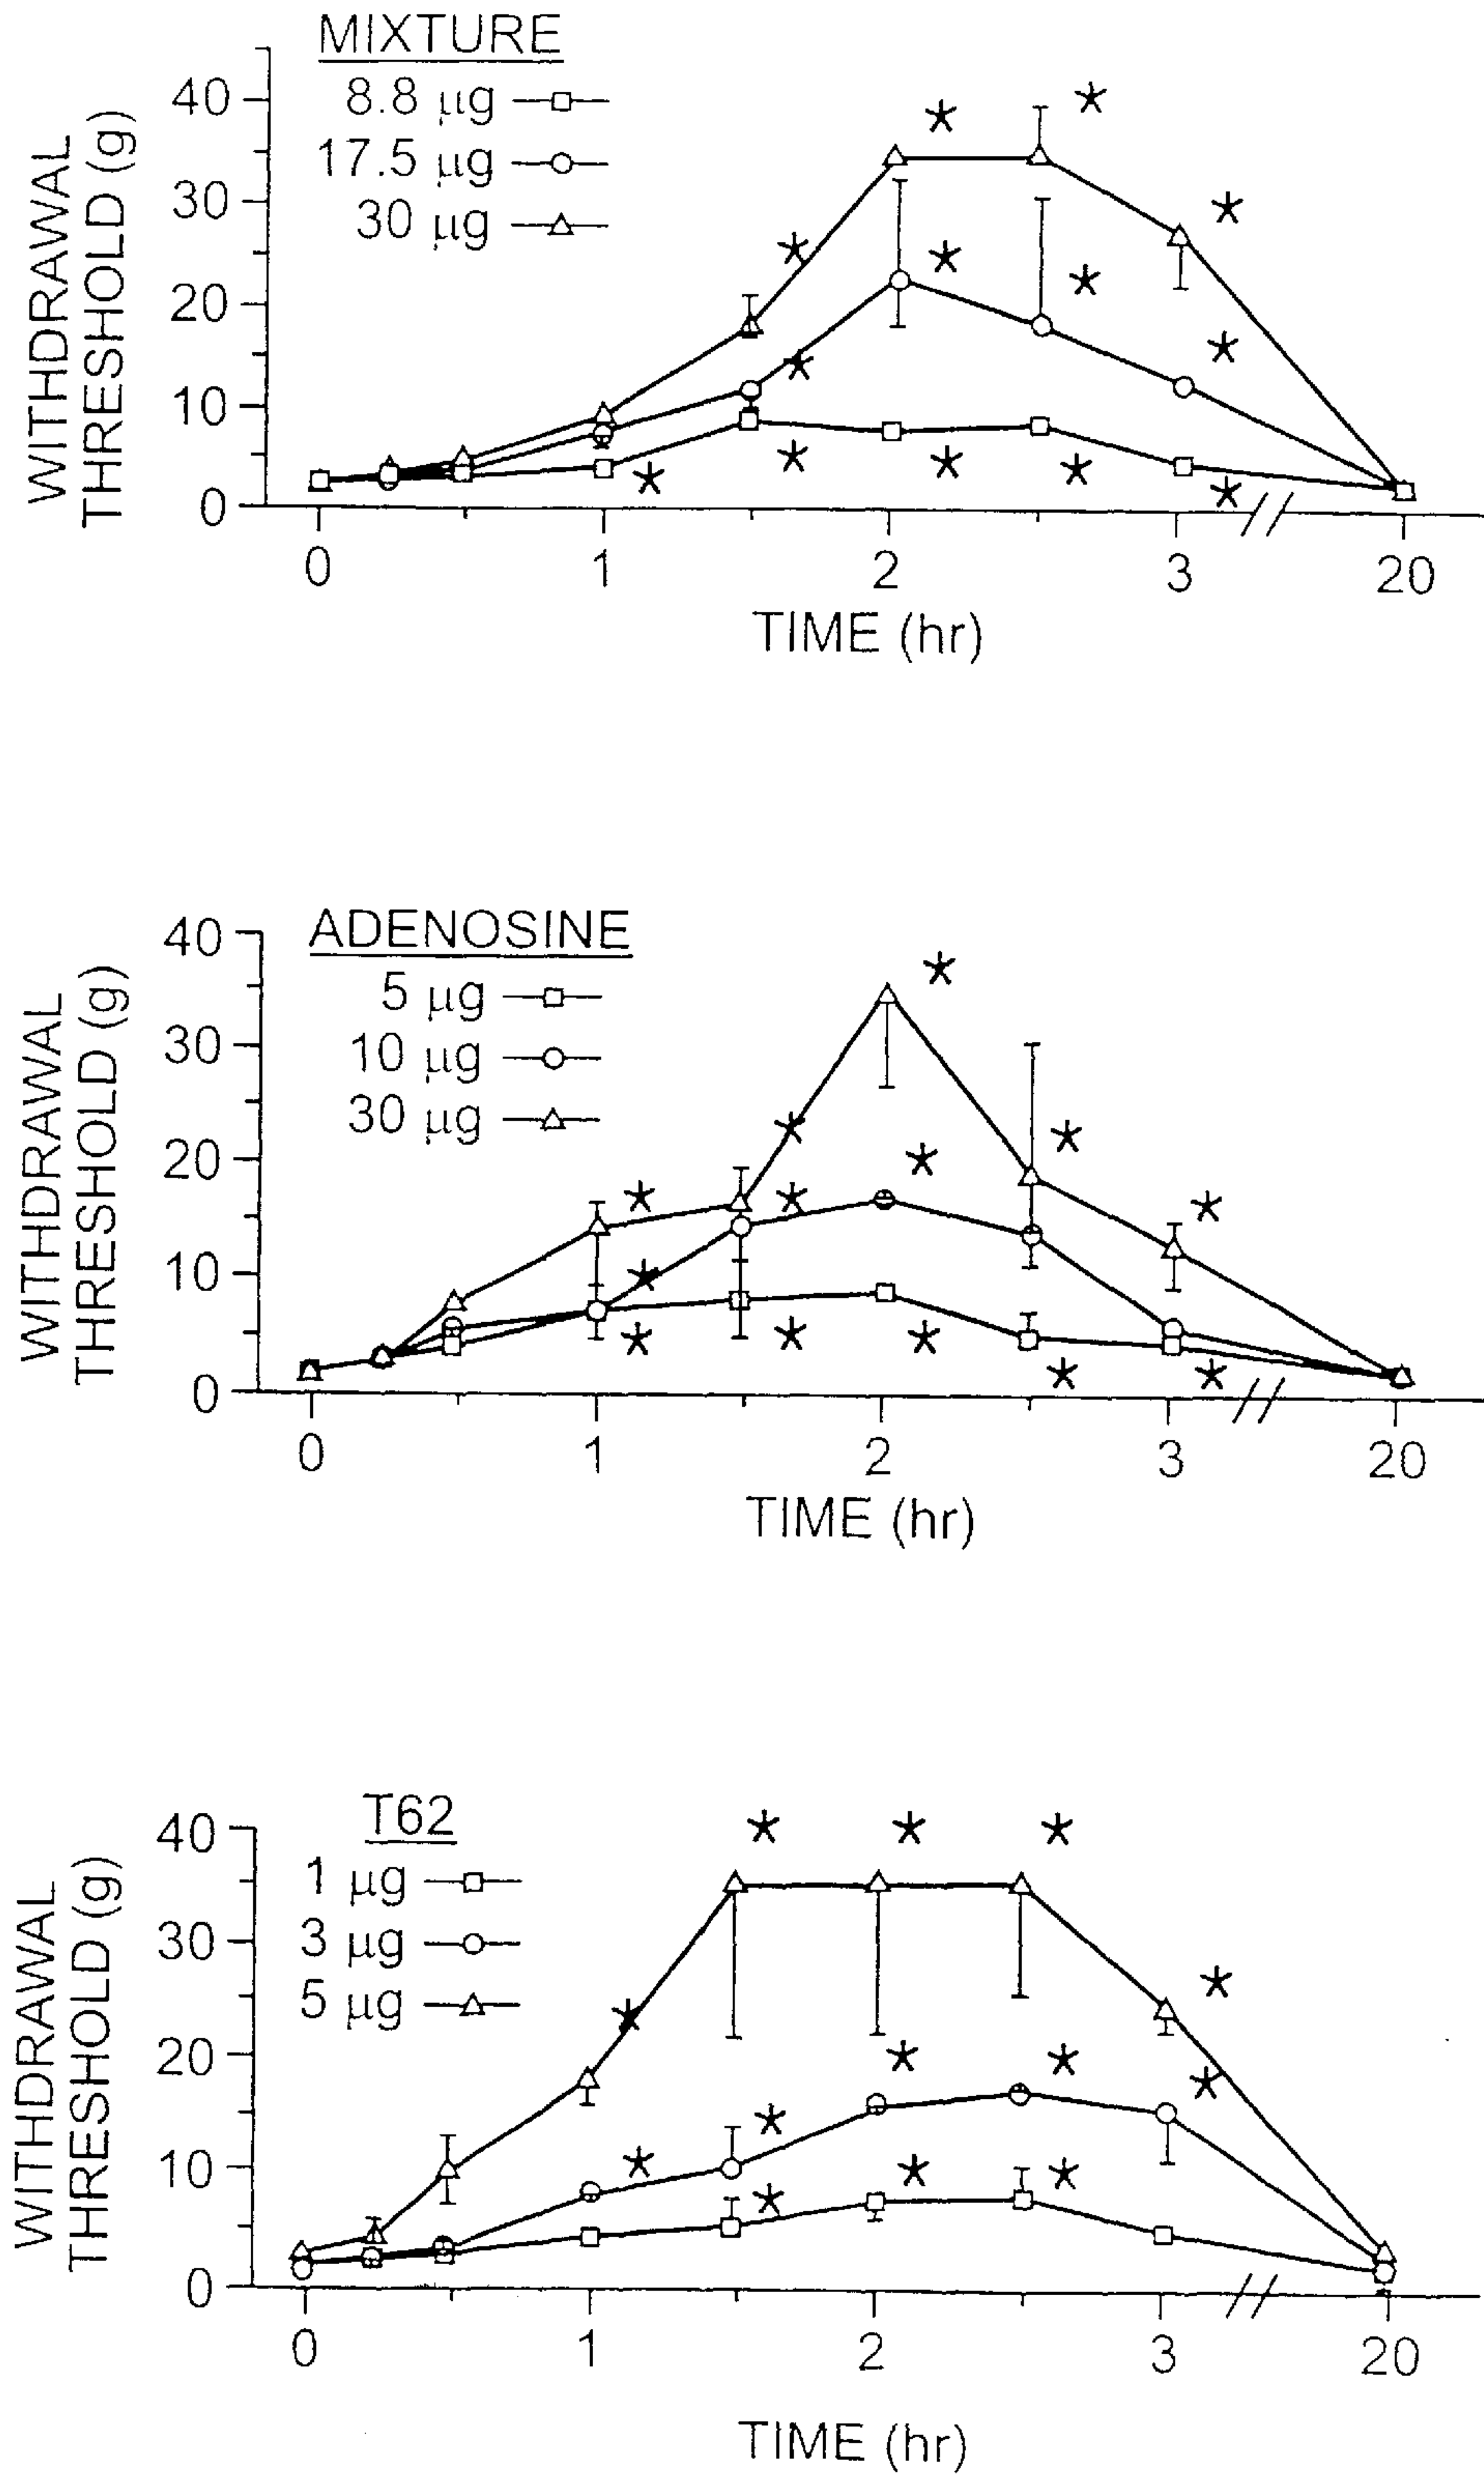 MIXTURE
8.8 µg
17.5 µg
30 µg
WITHDRAWAL
THRESHOLD (g)
40
30
20
10
0
0 1 2 3 20
TIME (hr)
ADENOSINE
5 µg
10 µg
30 µg
WITHDRAWAL
THRESHOLD (g)
40
30
20
10
0
0 1 2 3 20
TIME (hr)
T62
1 µg
3 µg
5 µg
WITHDRAWAL
THRESHOLD (g)
40
30
20
10
0
0 1 2 3 20
TIME (hr)